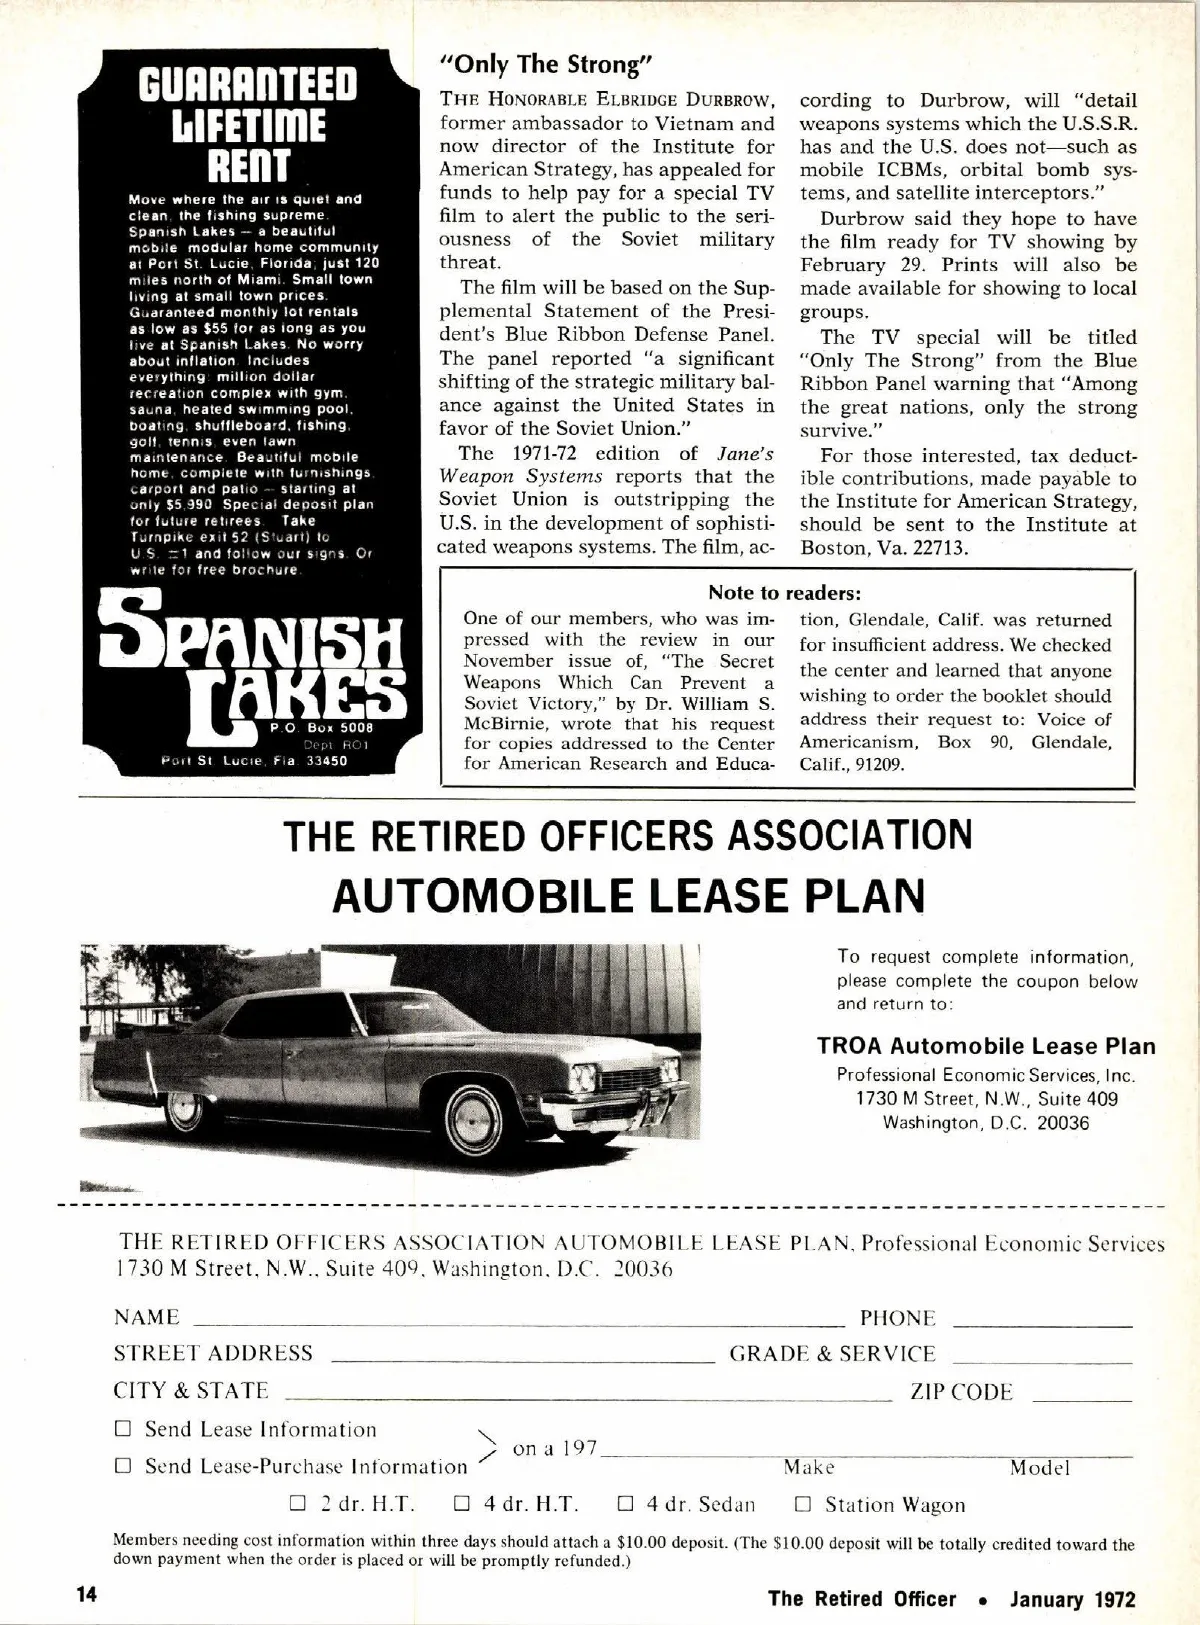 GUARANTEED
LIFETIME
RENT
Move where the air is quiet and
clean, the fishing supreme.
Spanish Lakes — a beautiful
mobile modular home community
at Port St. Lucie, Florida; just 120
miles north of Miami. Small town
living at small town prices.
Guaranteed monthly lot rentals
as low as $55 for as long as you
live at Spanish Lakes. No worry
about inflation. Includes
everything: million dollar
recreation complex with gym,
sauna, heated swimming pool,
boating, shuffleboard, fishing,
golf, tennis, even lawn
maintenance. Beautiful mobile
home, complete with furnishings,
carport and patio — starting at
only $5,990. Special deposit plan
for future retirees. Take
Turnpike exit 52 (Stuart) to
U.S. #1 and follow our signs. Or
write for free brochure.
SPANISH
LAKES
P.O. Box 5008
Dept. RO1
Port St. Lucie, Fla. 33450
"Only The Strong"
THE HONORABLE ELBRIDGE DURBROW,
former ambassador to Vietnam and
now director of the Institute for
American Strategy, has appealed for
funds to help pay for a special TV
film to alert the public to the seri-
ousness of the Soviet military
threat.
The film will be based on the Sup-
plemental Statement of the Presi-
dent's Blue Ribbon Defense Panel.
The panel reported "a significant
shifting of the strategic military bal-
ance against the United States in
favor of the Soviet Union."
The 1971-72 edition of Jane's
Weapon Systems reports that the
Soviet Union is outstripping the
U.S. in the development of sophisti-
cated weapons systems. The film, ac-
cording to Durbrow, will "detail
weapons systems which the U.S.S.R.
has and the U.S. does not—such as
mobile ICBMs, orbital bomb sys-
tems, and satellite interceptors."
Durbrow said they hope to have
the film ready for TV showing by
February 29. Prints will also be
made available for showing to local
groups.
The TV special will be titled
"Only The Strong" from the Blue
Ribbon Panel warning that "Among
the great nations, only the strong
survive."
For those interested, tax deduct-
ible contributions, made payable to
the Institute for American Strategy,
should be sent to the Institute at
Boston, Va. 22713.
Note to readers:
One of our members, who was im-
pressed with the review in our
November issue of, "The Secret
Weapons Which Can Prevent a
Soviet Victory," by Dr. William S.
McBirnie, wrote that his request
for copies addressed to the Center
for American Research and Educa-
tion, Glendale, Calif. was returned
for insufficient address. We checked
the center and learned that anyone
wishing to order the booklet should
address their request to: Voice of
Americanism, Box 90, Glendale,
Calif., 91209.
THE RETIRED OFFICERS ASSOCIATION
AUTOMOBILE LEASE PLAN
To request complete information,
please complete the coupon below
and return to:
TROA Automobile Lease Plan
Professional Economic Services, Inc.
1730 M Street, N.W., Suite 409
Washington, D.C. 20036
THE RETIRED OFFICERS ASSOCIATION AUTOMOBILE LEASE PLAN, Professional Economic Services
1730 M Street, N.W., Suite 409, Washington, D.C. 20036
NAME PHONE
STREET ADDRESS GRADE & SERVICE
CITY & STATE ZIP CODE
☐ Send Lease Information
on a 197
☐ Send Lease-Purchase Information Make Model
☐ 2 dr. H.T. ☐ 4 dr. H.T. ☐ 4 dr. Sedan ☐ Station Wagon
Members needing cost information within three days should attach a $10.00 deposit. (The $10.00 deposit will be totally credited toward the
down payment when the order is placed or will be promptly refunded.)
14 The Retired Officer • January 1972